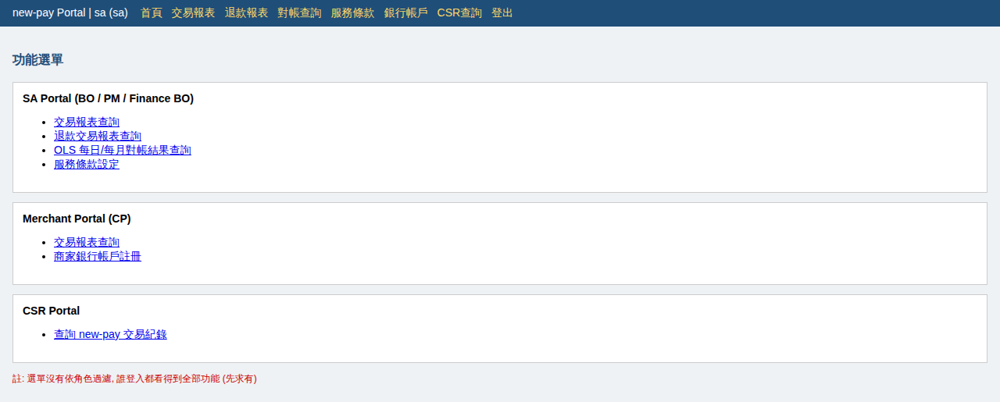 new-pay Portal | sa (sa) 首頁 交易報表 退款報表 對帳查詢 服務條款 銀行帳戶 CSR查詢 登出
功能選單
SA Portal (BO / PM / Finance BO)
交易報表查詢
退款交易報表查詢
OLS 每日/每月對帳結果查詢
服務條款設定
Merchant Portal (CP)
交易報表查詢
商家銀行帳戶註冊
CSR Portal
查詢 new-pay 交易紀錄
註: 選單沒有依角色過濾, 誰登入都看得到全部功能 (先求有)